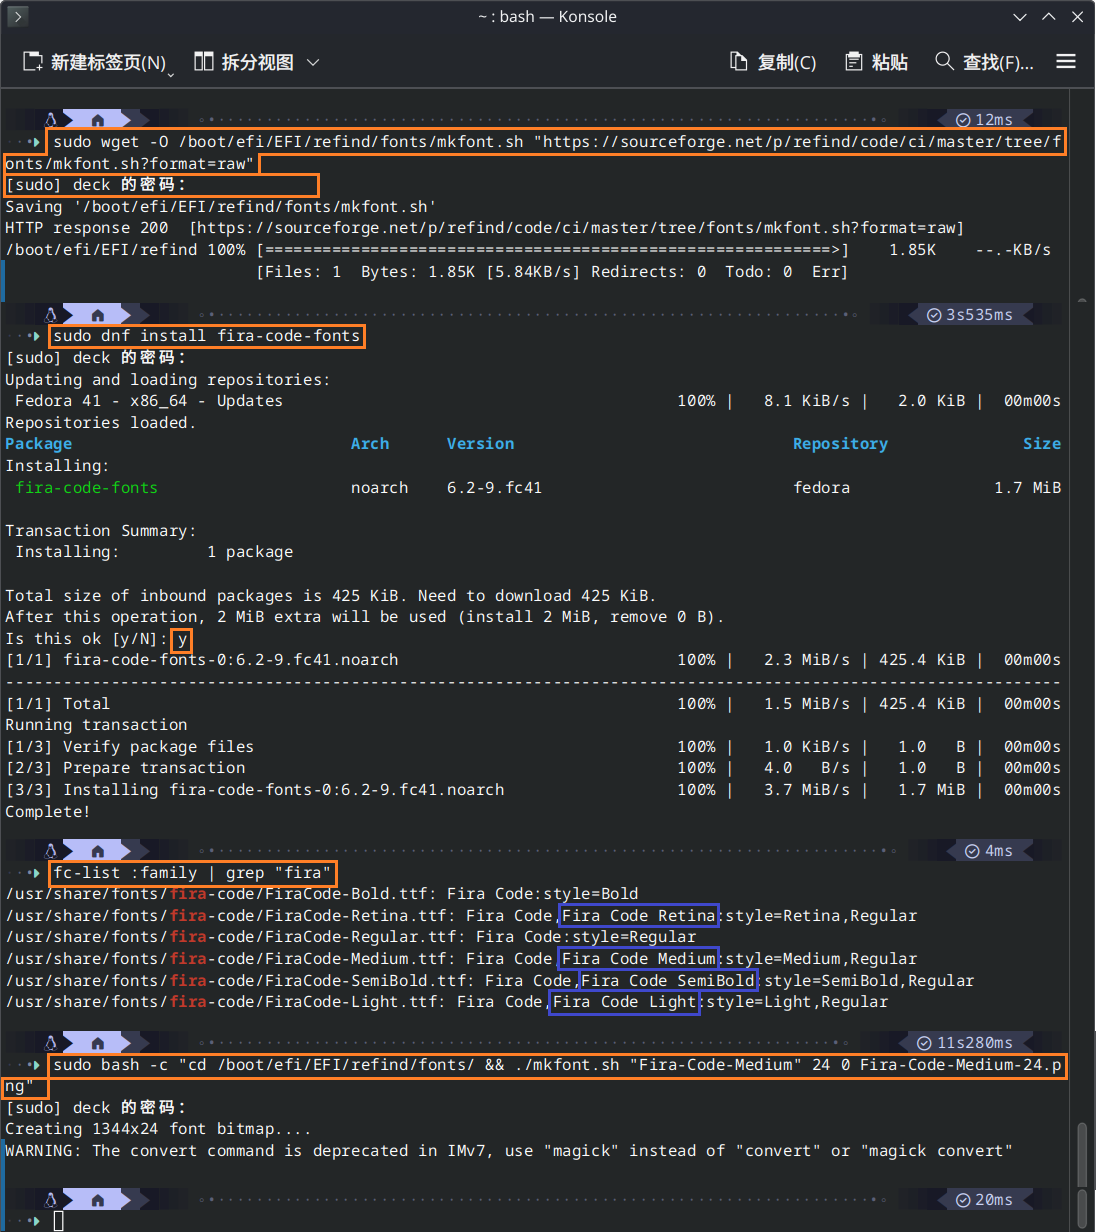 ~ : bash — Konsole
新建标签页(N) 拆分视图 复制(C) 粘贴 查找(F)...
12ms
sudo wget -O /boot/efi/EFI/refind/fonts/mkfont.sh "https://sourceforge.net/p/refind/code/ci/master/tree/f
onts/mkfont.sh?format=raw"
[sudo] deck 的密码：
Saving '/boot/efi/EFI/refind/fonts/mkfont.sh'
HTTP response 200  [https://sourceforge.net/p/refind/code/ci/master/tree/fonts/mkfont.sh?format=raw]
/boot/efi/EFI/refind 100% [===========================================================>]    1.85K    --.-KB/s
[Files: 1  Bytes: 1.85K [5.84KB/s] Redirects: 0  Todo: 0  Err]
3s535ms
sudo dnf install fira-code-fonts
[sudo] deck 的密码：
Updating and loading repositories:
Fedora 41 - x86_64 - Updates 100% |   8.1 KiB/s |   2.0 KiB |  00m00s
Repositories loaded.
Package Arch Version Repository Size
Installing:
fira-code-fonts noarch 6.2-9.fc41 fedora 1.7 MiB
Transaction Summary:
Installing: 1 package
Total size of inbound packages is 425 KiB. Need to download 425 KiB.
After this operation, 2 MiB extra will be used (install 2 MiB, remove 0 B).
Is this ok [y/N]: y
[1/1] fira-code-fonts-0:6.2-9.fc41.noarch 100% |   2.3 MiB/s | 425.4 KiB |  00m00s
--------------------------------------------------------------------------------------------------------------
[1/1] Total 100% |   1.5 MiB/s | 425.4 KiB |  00m00s
Running transaction
[1/3] Verify package files 100% |   1.0 KiB/s |   1.0   B |  00m00s
[2/3] Prepare transaction 100% |   4.0   B/s |   1.0   B |  00m00s
[3/3] Installing fira-code-fonts-0:6.2-9.fc41.noarch 100% |   3.7 MiB/s |   1.7 MiB |  00m00s
Complete!
4ms
fc-list :family | grep "fira"
/usr/share/fonts/fira-code/FiraCode-Bold.ttf: Fira Code:style=Bold
/usr/share/fonts/fira-code/FiraCode-Retina.ttf: Fira Code,Fira Code Retina:style=Retina,Regular
/usr/share/fonts/fira-code/FiraCode-Regular.ttf: Fira Code:style=Regular
/usr/share/fonts/fira-code/FiraCode-Medium.ttf: Fira Code,Fira Code Medium:style=Medium,Regular
/usr/share/fonts/fira-code/FiraCode-SemiBold.ttf: Fira Code,Fira Code SemiBold:style=SemiBold,Regular
/usr/share/fonts/fira-code/FiraCode-Light.ttf: Fira Code,Fira Code Light:style=Light,Regular
11s280ms
sudo bash -c "cd /boot/efi/EFI/refind/fonts/ && ./mkfont.sh "Fira-Code-Medium" 24 0 Fira-Code-Medium-24.p
ng"
[sudo] deck 的密码：
Creating 1344x24 font bitmap....
WARNING: The convert command is deprecated in IMv7, use "magick" instead of "convert" or "magick convert"
20ms